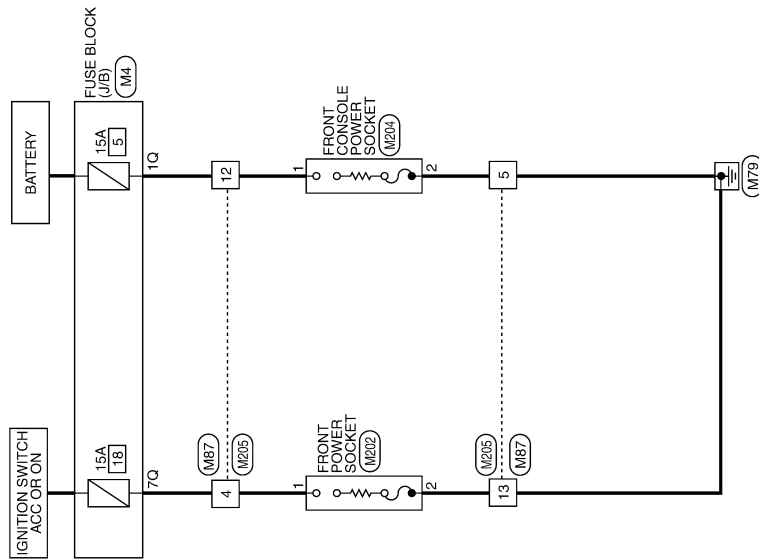 IGNITION SWITCH
ACC OR ON
BATTERY
FUSE BLOCK
(J/B)
M4
15A
18
7Q
15A
5
1Q
M87
4
M205
12
FRONT
POWER
SOCKET
M202
1
2
FRONT
CONSOLE
POWER
SOCKET
M204
1
2
M205
13
M87
5
M79